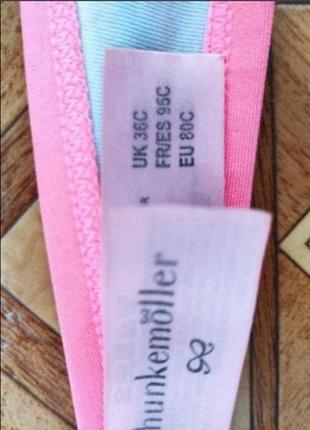 UK 36C
FR/ES 95C
EU 80C
hunkemöller